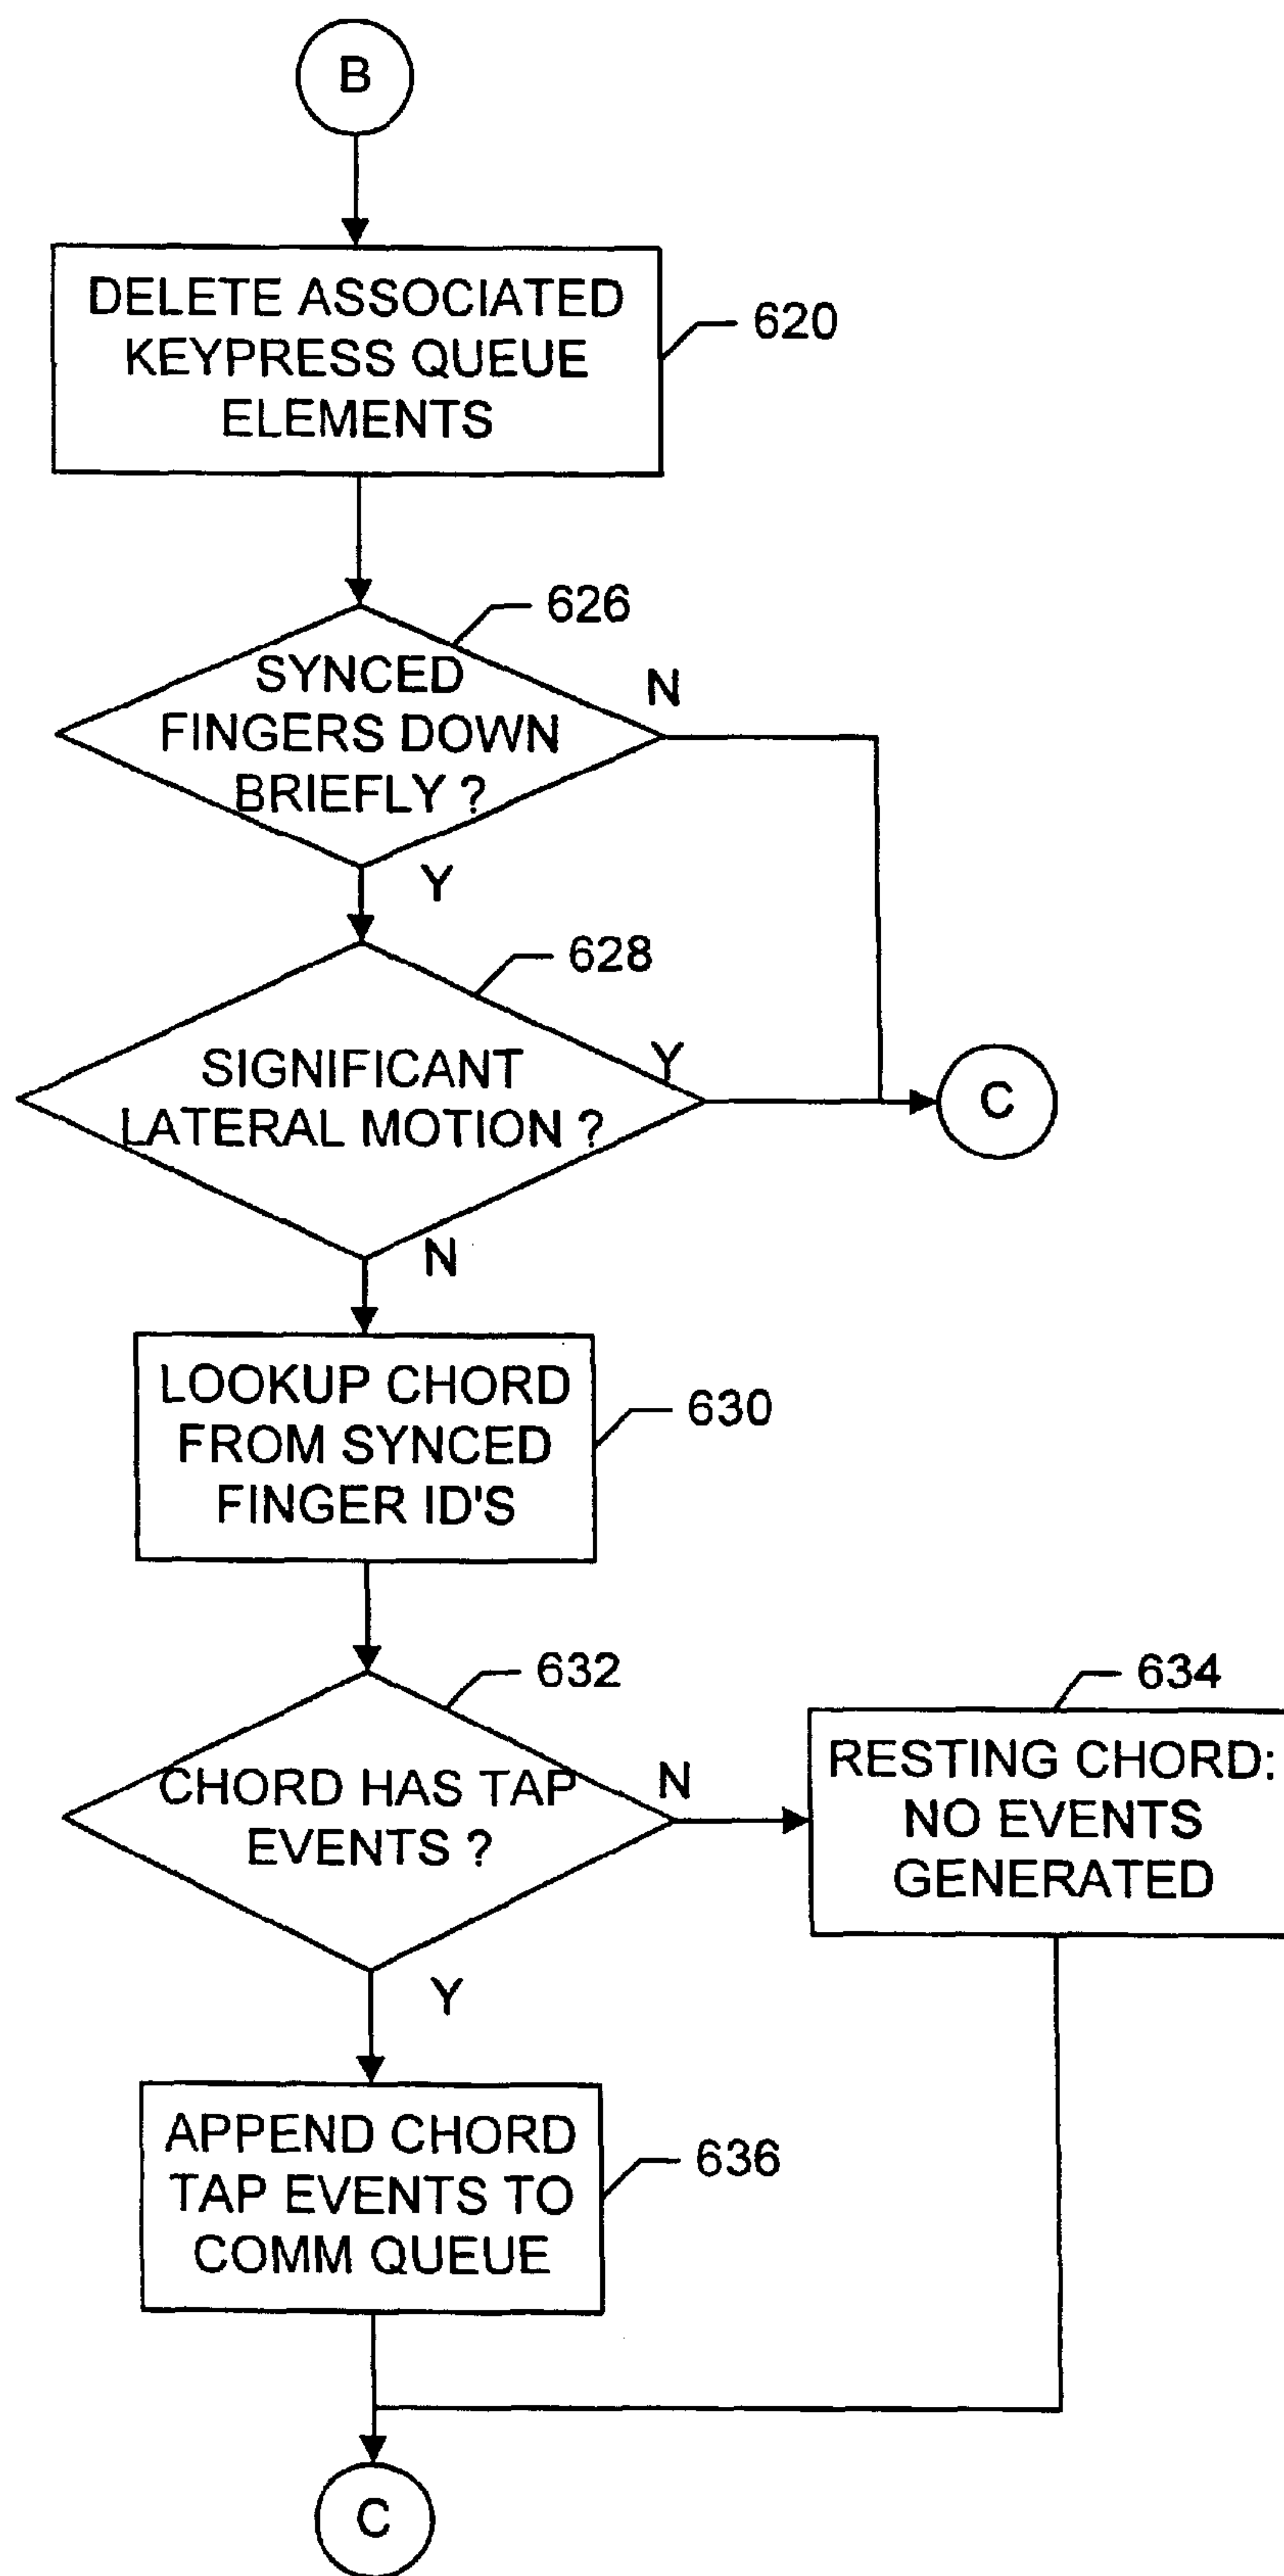 B
DELETE ASSOCIATED
KEYPRESS QUEUE
ELEMENTS
620
626
SYNCED
FINGERS DOWN
BRIEFLY ?
N
Y
628
SIGNIFICANT
LATERAL MOTION ?
Y
C
N
LOOKUP CHORD
FROM SYNCED
FINGER ID'S
630
632
CHORD HAS TAP
EVENTS ?
N
634
RESTING CHORD:
NO EVENTS
GENERATED
Y
APPEND CHORD
TAP EVENTS TO
COMM QUEUE
636
C